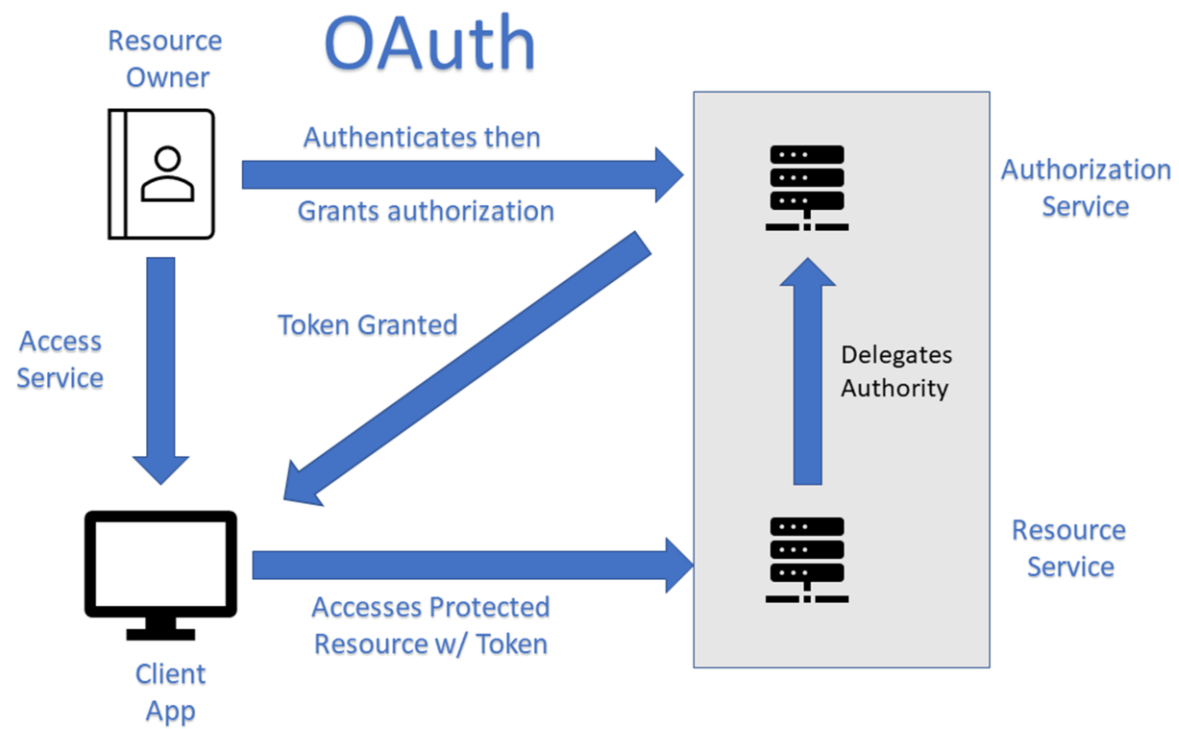 OAuth
Resource
Owner
Authenticates then
Grants authorization
Authorization
Service
Token Granted
Access
Service
Delegates
Authority
Resource
Service
Accesses Protected
Resource w/ Token
Client
App